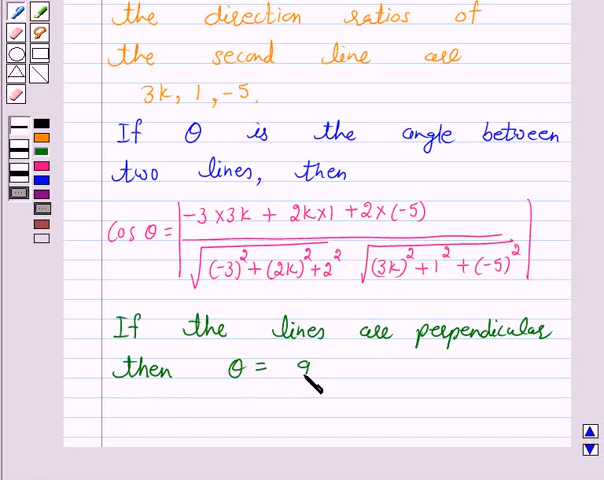 the direction ratios of
the second line are
3k, 1, -5.
If θ is the angle between
two lines, then
cos θ = |(-3×3k + 2k×1 + 2×(-5)) / (√((-3)² + (2k)² + 2²) √((3k)² + 1² + (-5)²))|
If the lines are perpendicular
then θ = 9